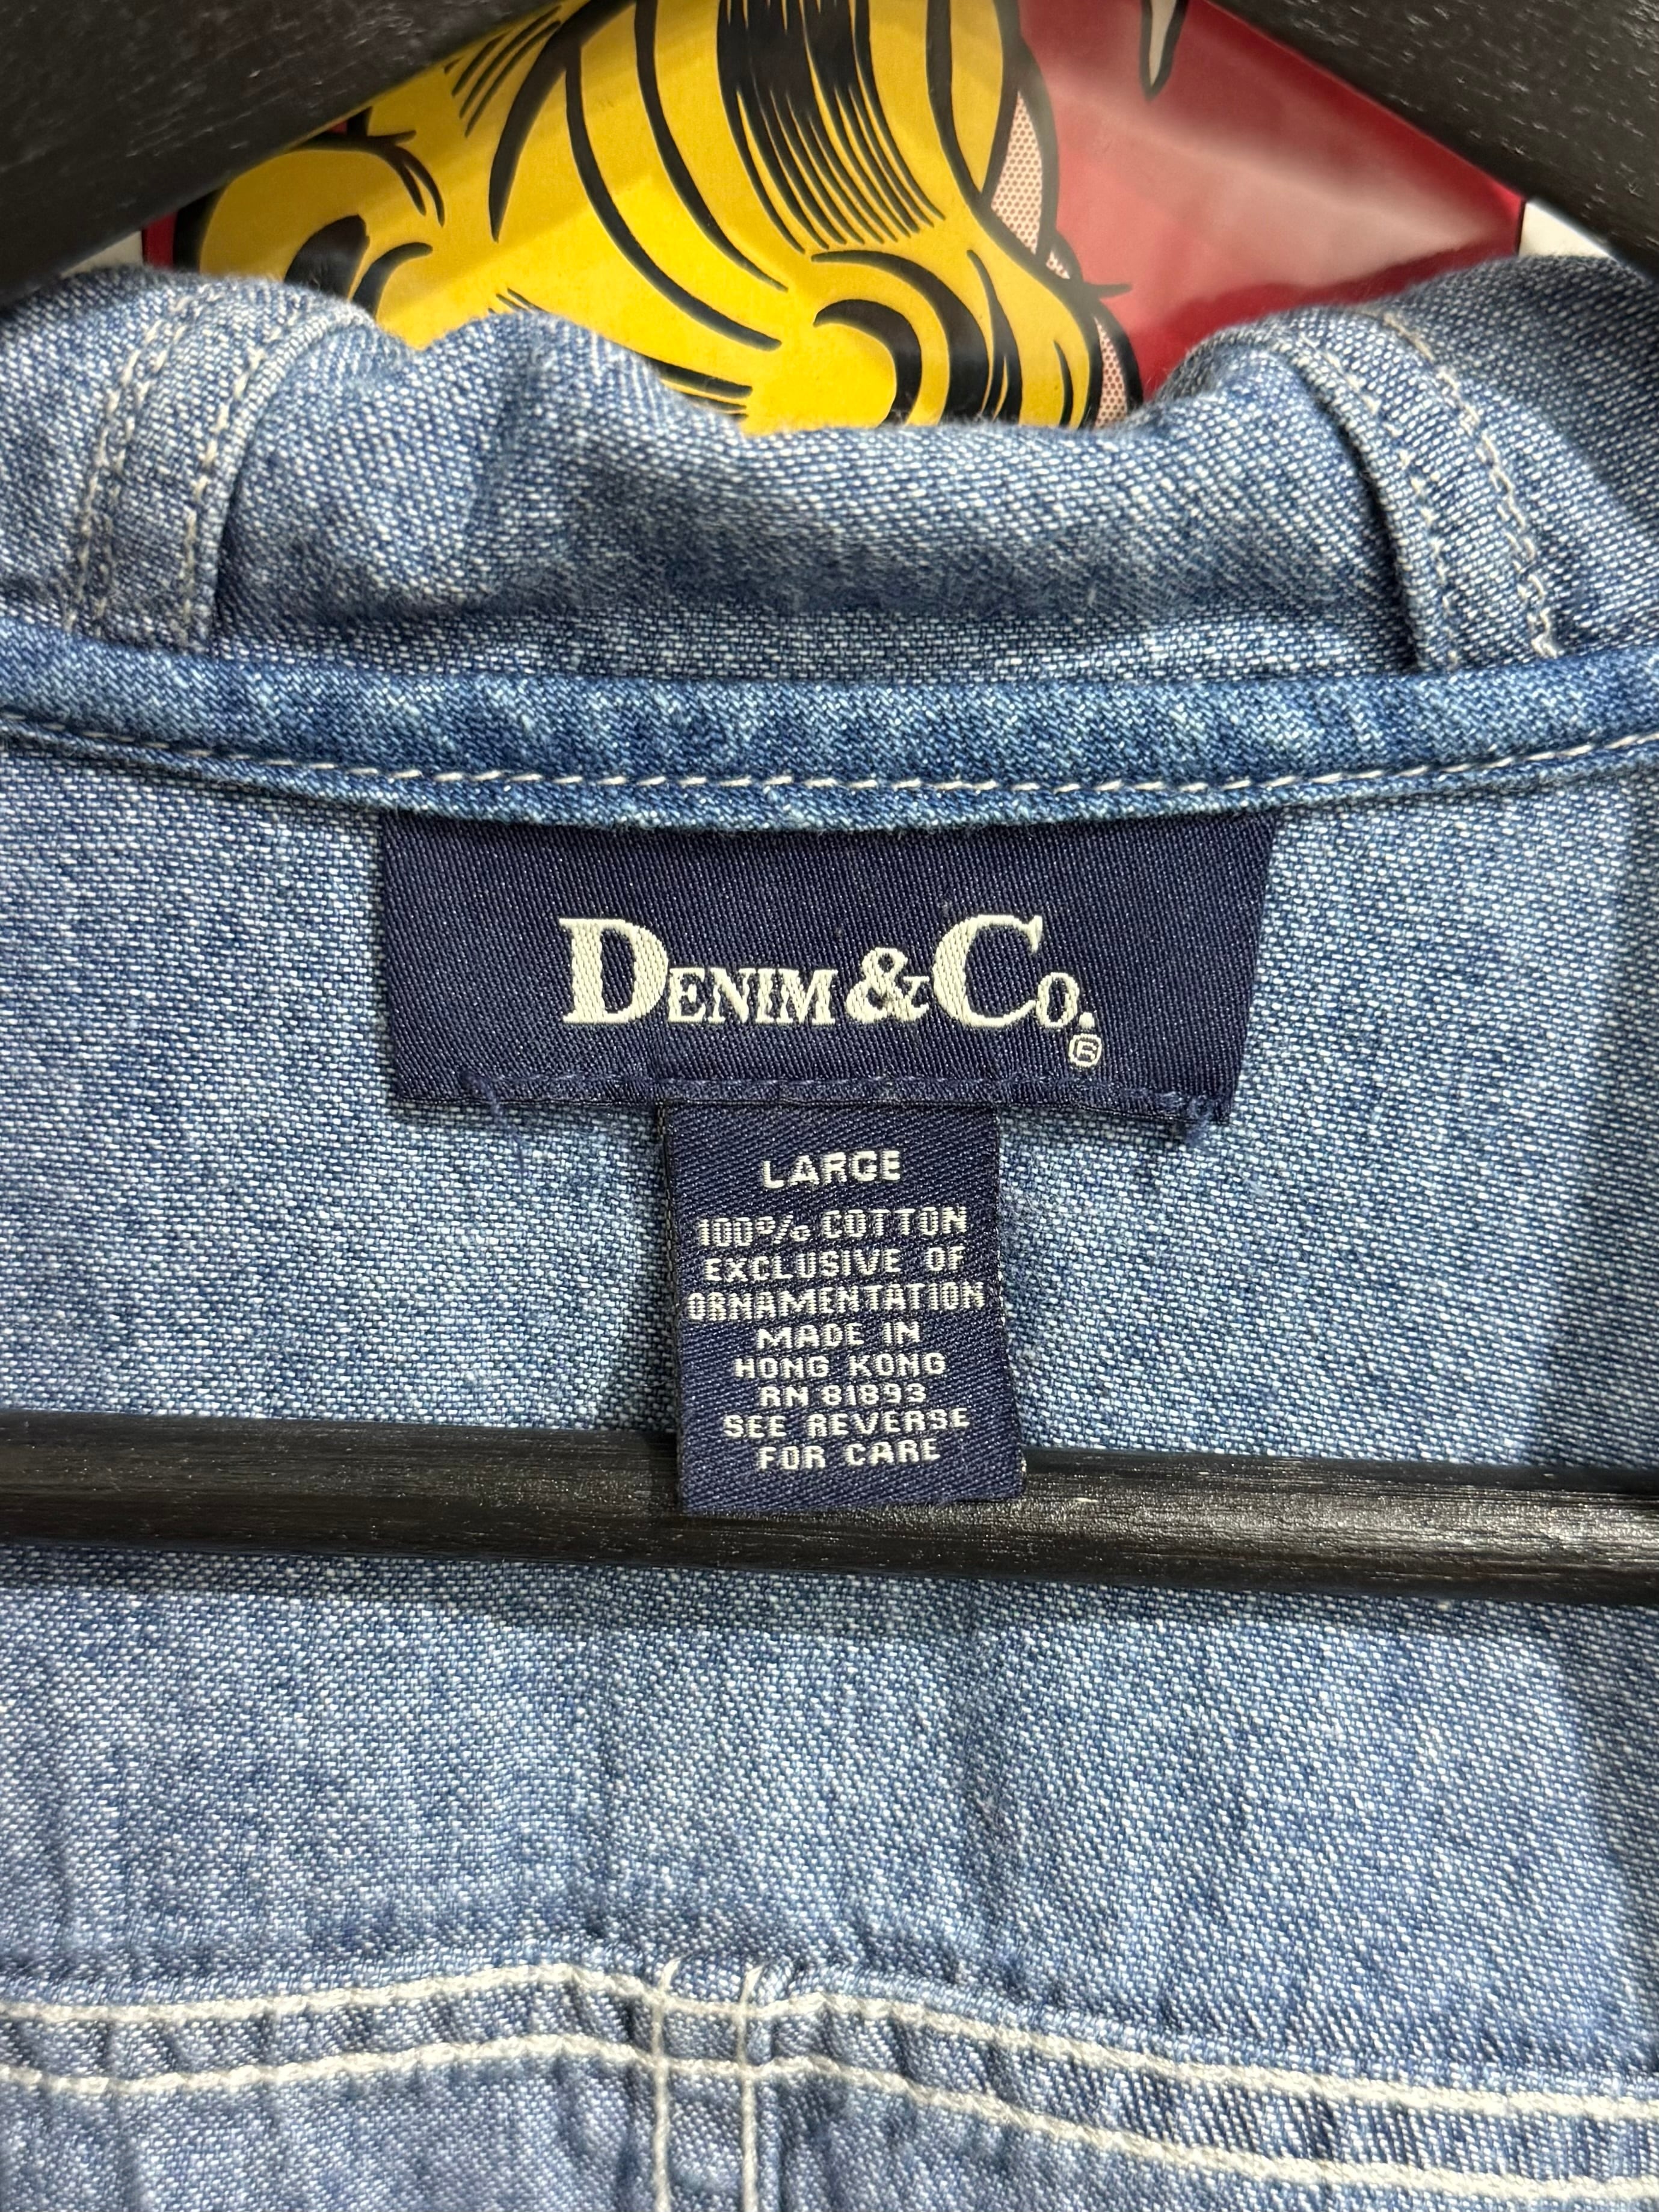 DENIM & CO.®
LARGE
100% COTTON
EXCLUSIVE OF
ORNAMENTATION
MADE IN
HONG KONG
RN 81893
SEE REVERSE
FOR CARE